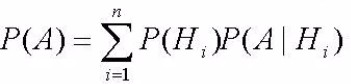 P(A) = \sum_{i=1}^{n} P(H_i)P(A | H_i)